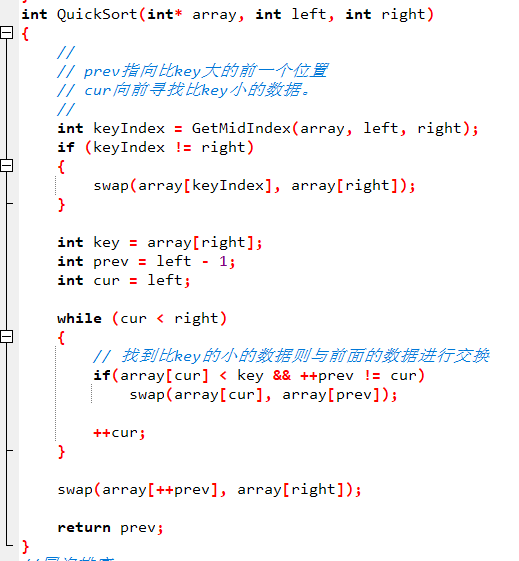 int QuickSort(int* array, int left, int right)
{
//
// prev指向比key大的前一个位置
// cur向前寻找比key小的数据。
//
int keyIndex = GetMidIndex(array, left, right);
if (keyIndex != right)
{
swap(array[keyIndex], array[right]);
}
int key = array[right];
int prev = left - 1;
int cur = left;
while (cur < right)
{
// 找到比key的小的数据则与前面的数据进行交换
if(array[cur] < key && ++prev != cur)
swap(array[cur], array[prev]);
++cur;
}
swap(array[++prev], array[right]);
return prev;
}